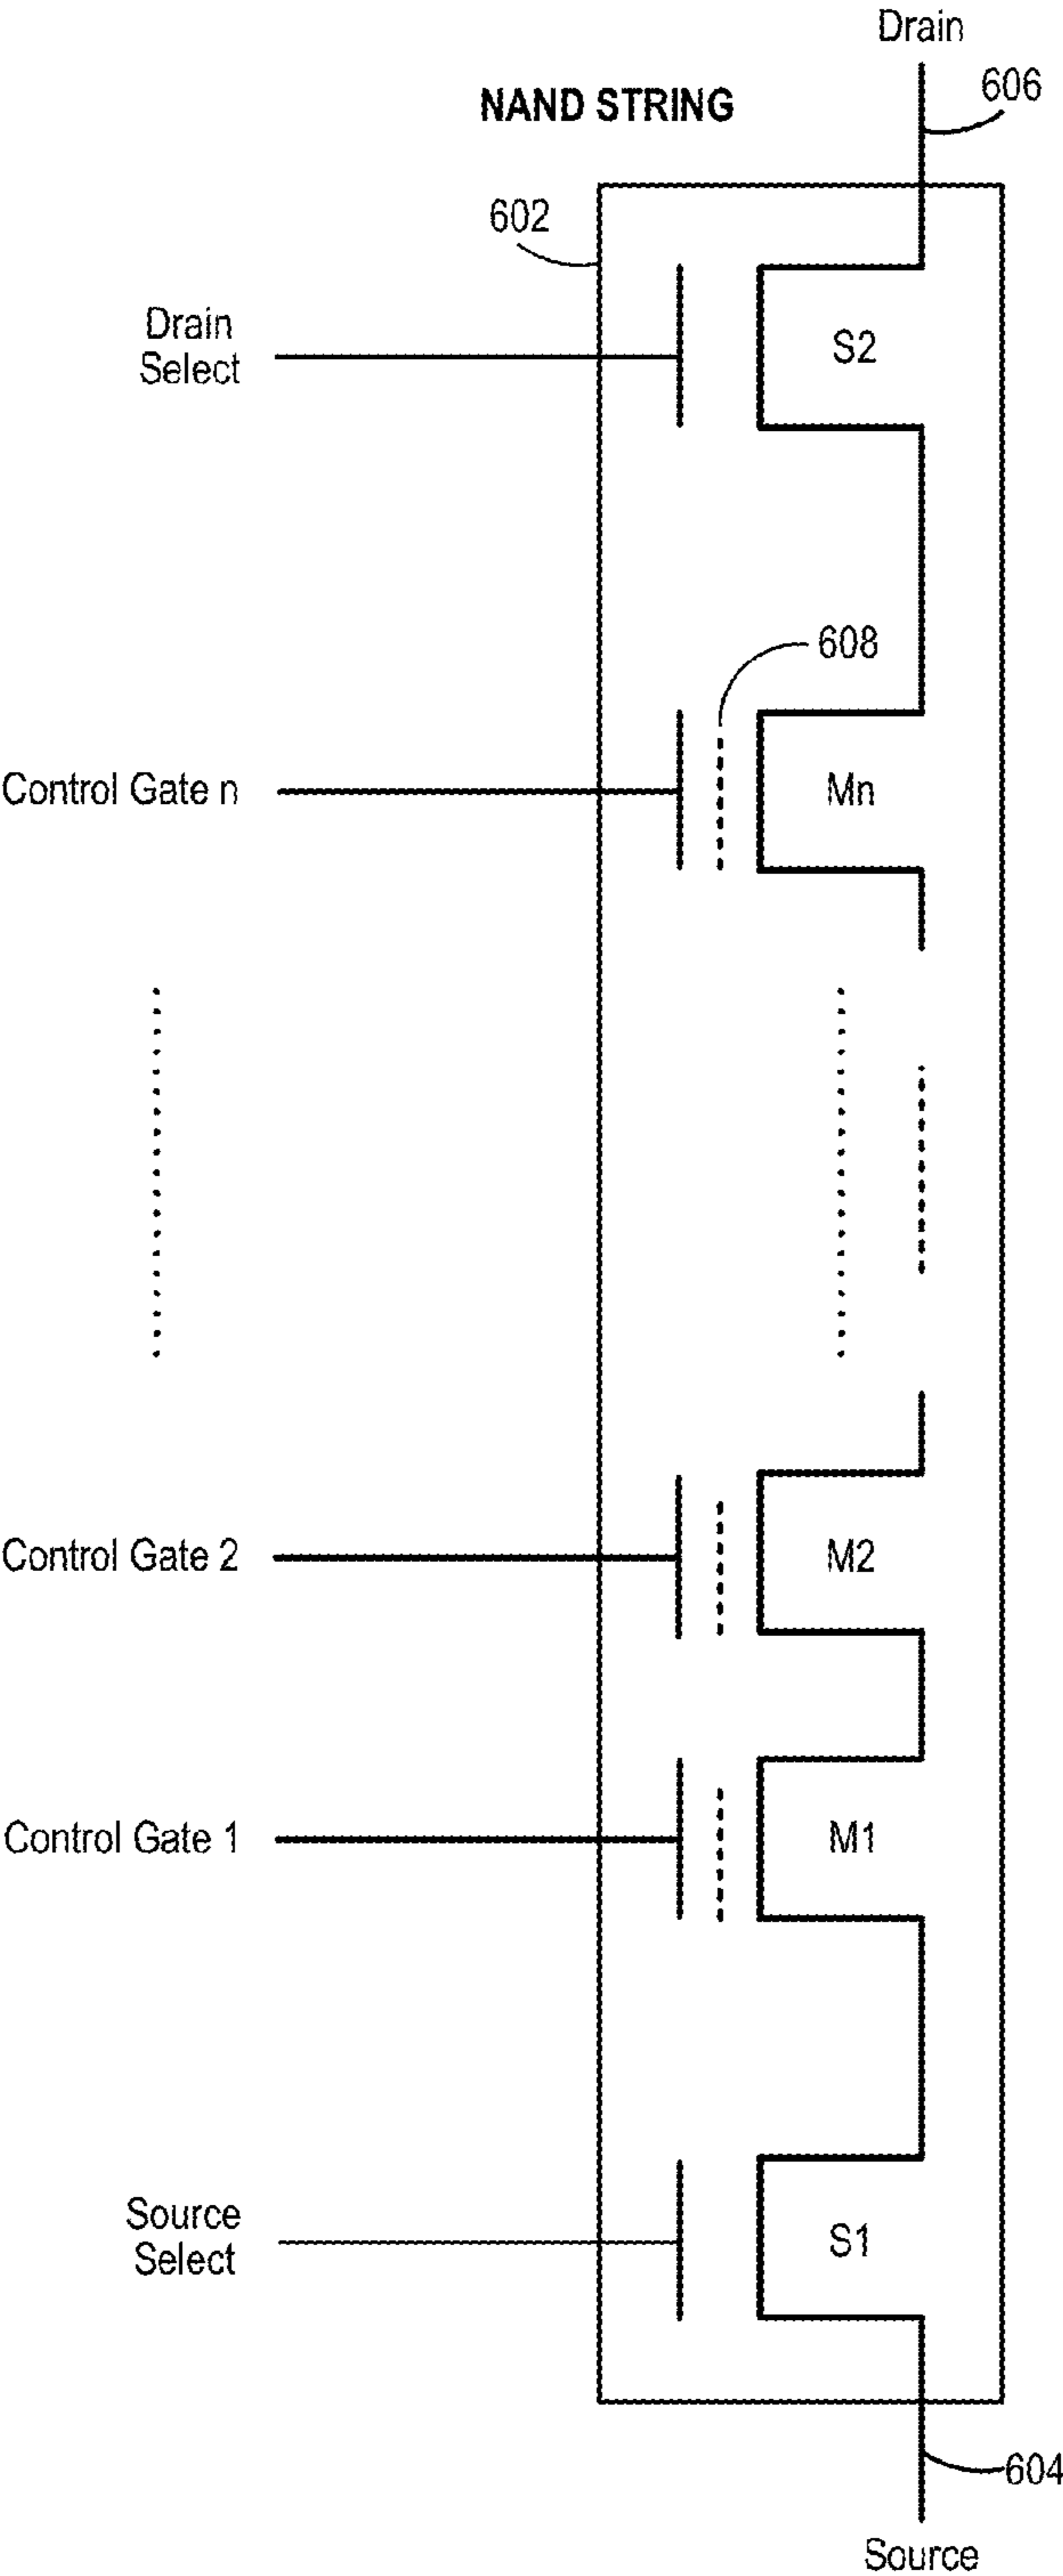 Drain
606
NAND STRING
602
Drain
Select
S2
608
Control Gate n
Mn
Control Gate 2
M2
Control Gate 1
M1
Source
Select
S1
604
Source